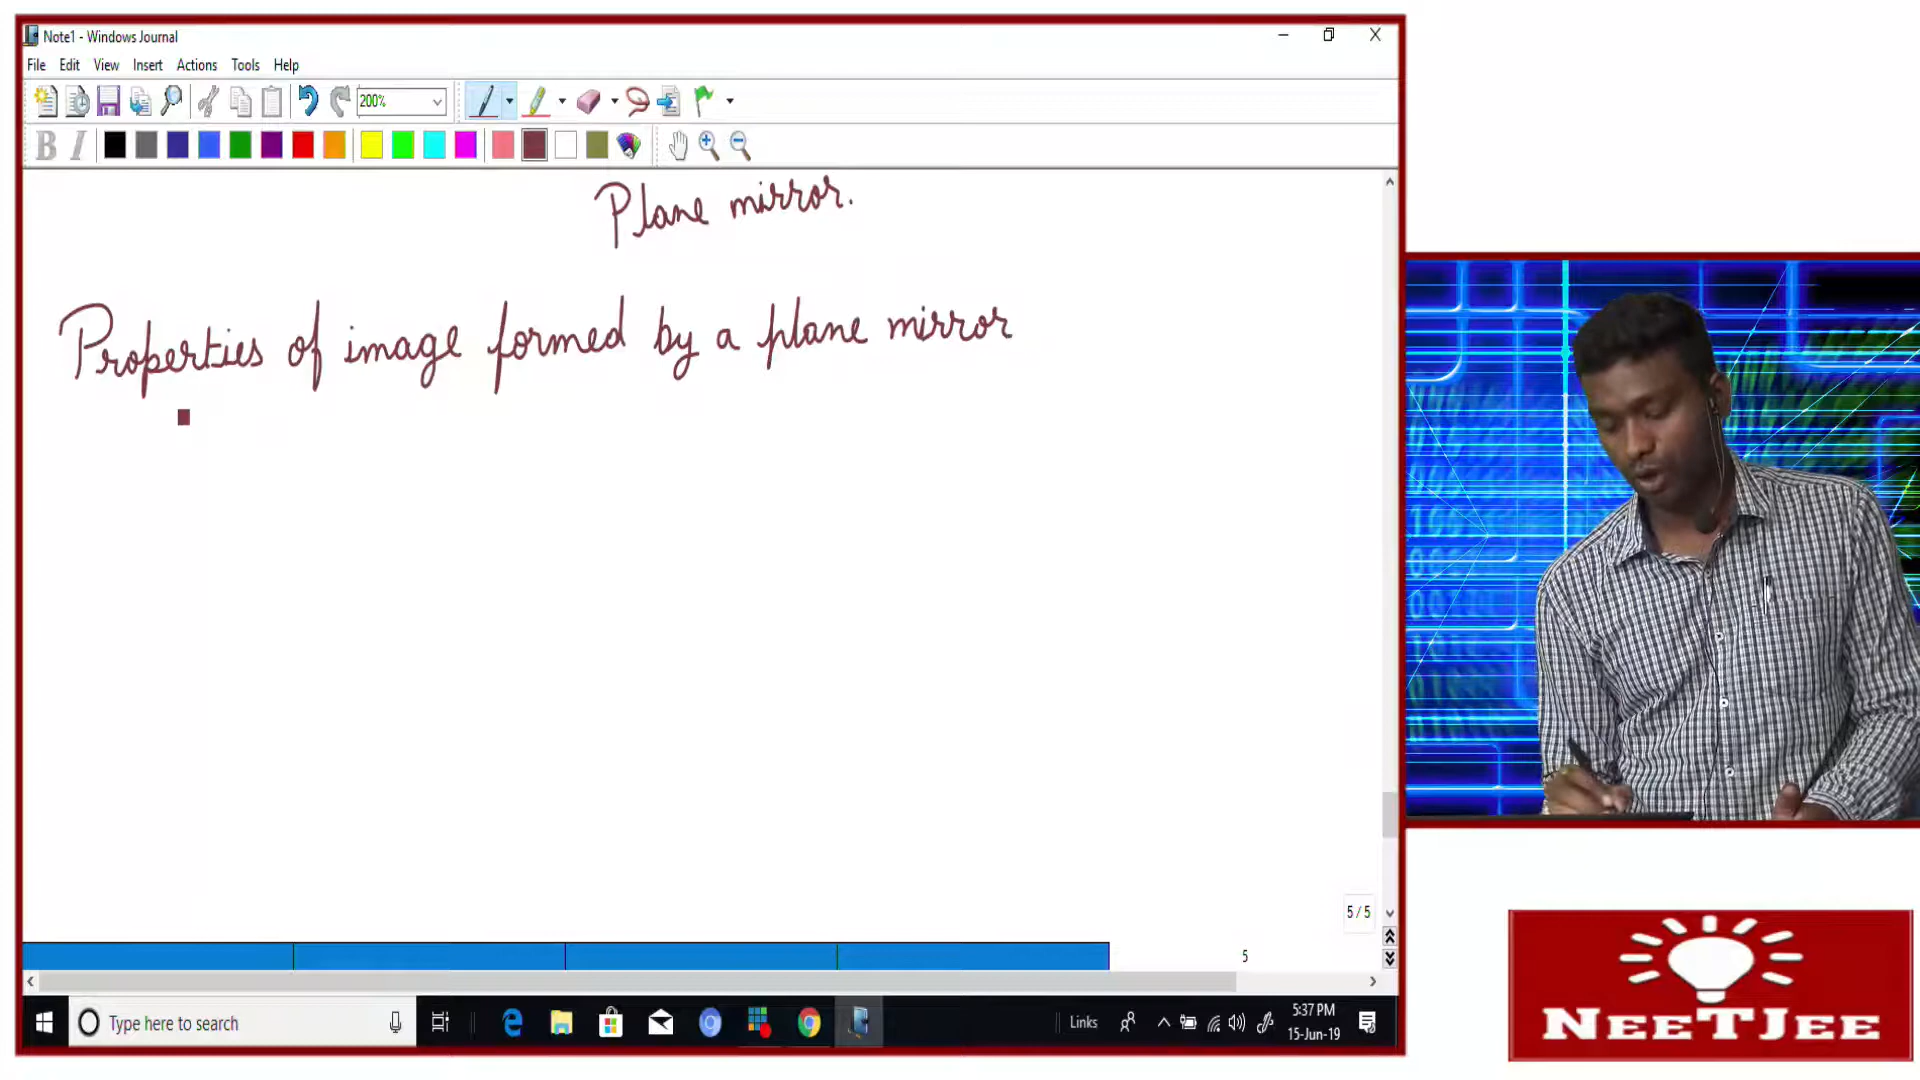 Note1 - Windows Journal
File Edit View Insert Actions Tools Help
200%
B I
Plane mirror.
Properties of image formed by a plane mirror
5 / 5
5
Type here to search
Links
5:37 PM
15-Jun-19
NEETJEE